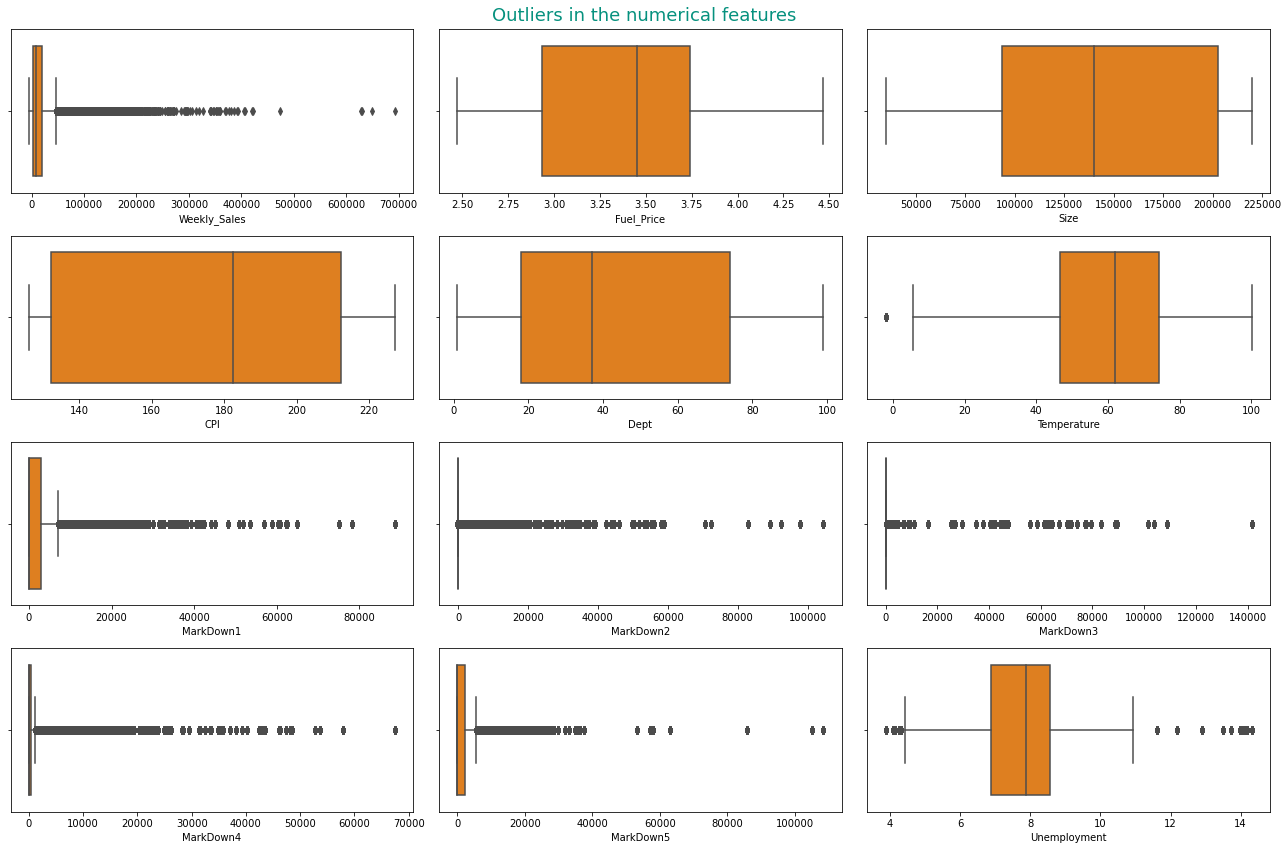 Outliers in the numerical features
0 100000 200000 300000 400000 500000 600000 700000
Weekly_Sales
2.50 2.75 3.00 3.25 3.50 3.75 4.00 4.25 4.50
Fuel_Price
50000 75000 100000 125000 150000 175000 200000 225000
Size
140 160 180 200 220
CPI
0 20 40 60 80 100
Dept
0 20 40 60 80 100
Temperature
0 20000 40000 60000 80000
MarkDown1
0 20000 40000 60000 80000 100000
MarkDown2
0 20000 40000 60000 80000 100000 120000 140000
MarkDown3
0 10000 20000 30000 40000 50000 60000 70000
MarkDown4
0 20000 40000 60000 80000 100000
MarkDown5
4 6 8 10 12 14
Unemployment